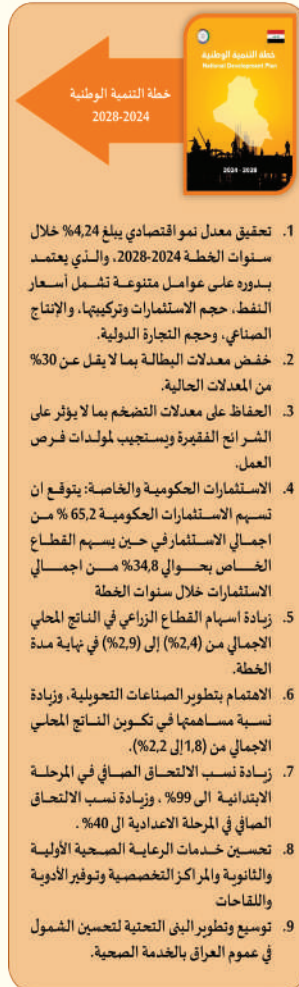 خطة التنمية الوطنية
National Development Plan
2024 - 2028
خطة التنمية الوطنية
2028-2024
1. تحقيق معدل نمو اقتصادي يبلغ 4,24% خلال
سنوات الخطة 2024-2028، والذي يعتمد
بدوره على عوامل متنوعة تشمل أسعار
النفط، حجم الاستثمارات وتركيبتها، والإنتاج
الصناعي، وحجم التجارة الدولية.
2. خفض معدلات البطالة بما لا يقل عن 30%
من المعدلات الحالية.
3. الحفاظ على معدلات التضخم بما لا يؤثر على
الشرائح الفقيرة ويستجيب لمولدات فرص
العمل.
4. الاستثمارات الحكومية والخاصة: يتوقع ان
تسهم الاستثمارات الحكومية 65,2 % من
اجمالي الاستثمار في حين يسهم القطاع
الخاص بحوالي 34,8% من اجمالي
الاستثمارات خلال سنوات الخطة
5. زيادة اسهام القطاع الزراعي في الناتج المحلي
الاجمالي من (2,4%) إلى (2,9%) في نهاية مدة
الخطة.
6. الاهتمام بتطوير الصناعات التحويلية، وزيادة
نسبة مساهمتها في تكوين الناتج المحلي
الاجمالي من (1,8إلى 2,2%).
7. زيادة نسب الالتحاق الصافي في المرحلة
الابتدائية الى 99% ، وزيادة نسب الالتحاق
الصافي في المرحلة الاعدادية الى 40% .
8. تحسين خدمات الرعاية الصحية الأولية
والثانوية والمراكز التخصصية وتوفير الأدوية
واللقاحات
9. توسيع وتطوير البنى التحتية لتحسين الشمول
في عموم العراق بالخدمة الصحية.